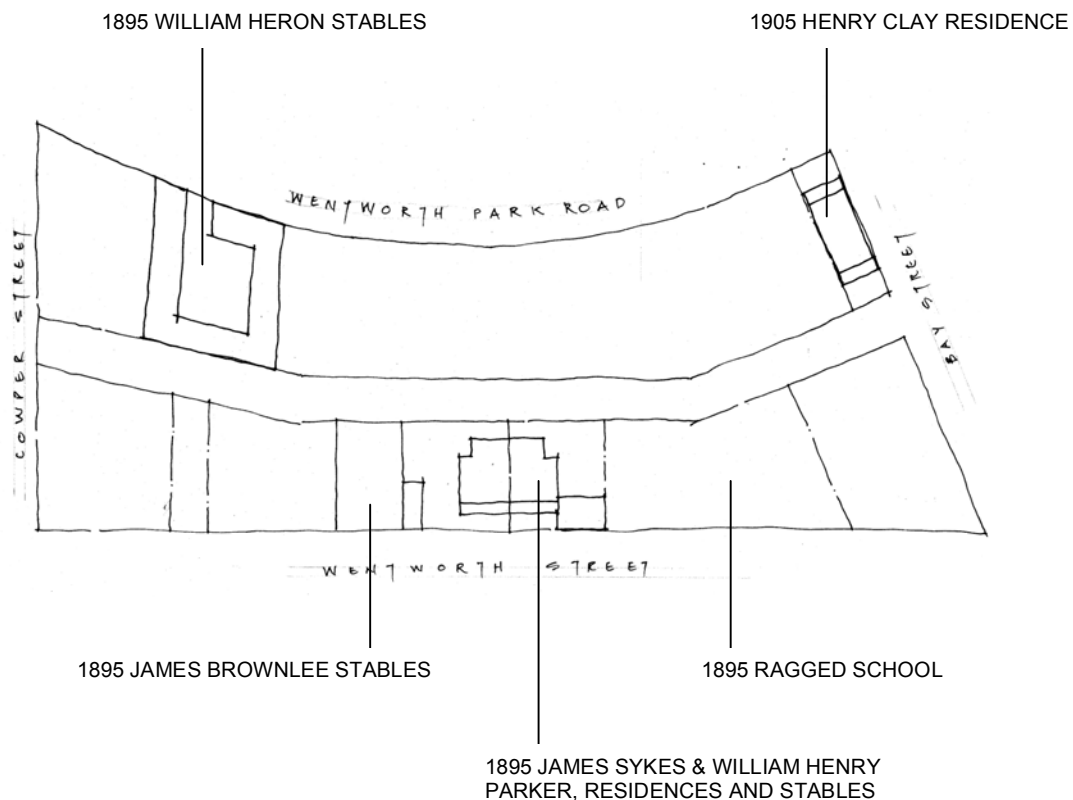 1895 WILLIAM HERON STABLES
1905 HENRY CLAY RESIDENCE
WENTWORTH PARK ROAD
COWPER STREET
BAY STREET
WENTWORTH STREET
1895 JAMES BROWNLEE STABLES
1895 RAGGED SCHOOL
1895 JAMES SYKES & WILLIAM HENRY
PARKER, RESIDENCES AND STABLES